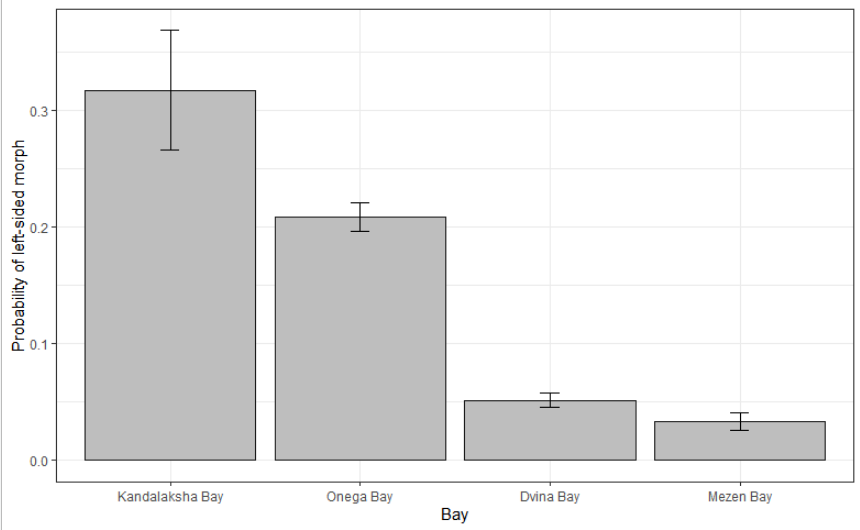 Probability of left-sided morph
0.3
0.2
0.1
0.0
Kandalaksha Bay Onega Bay Dvina Bay Mezen Bay
Bay